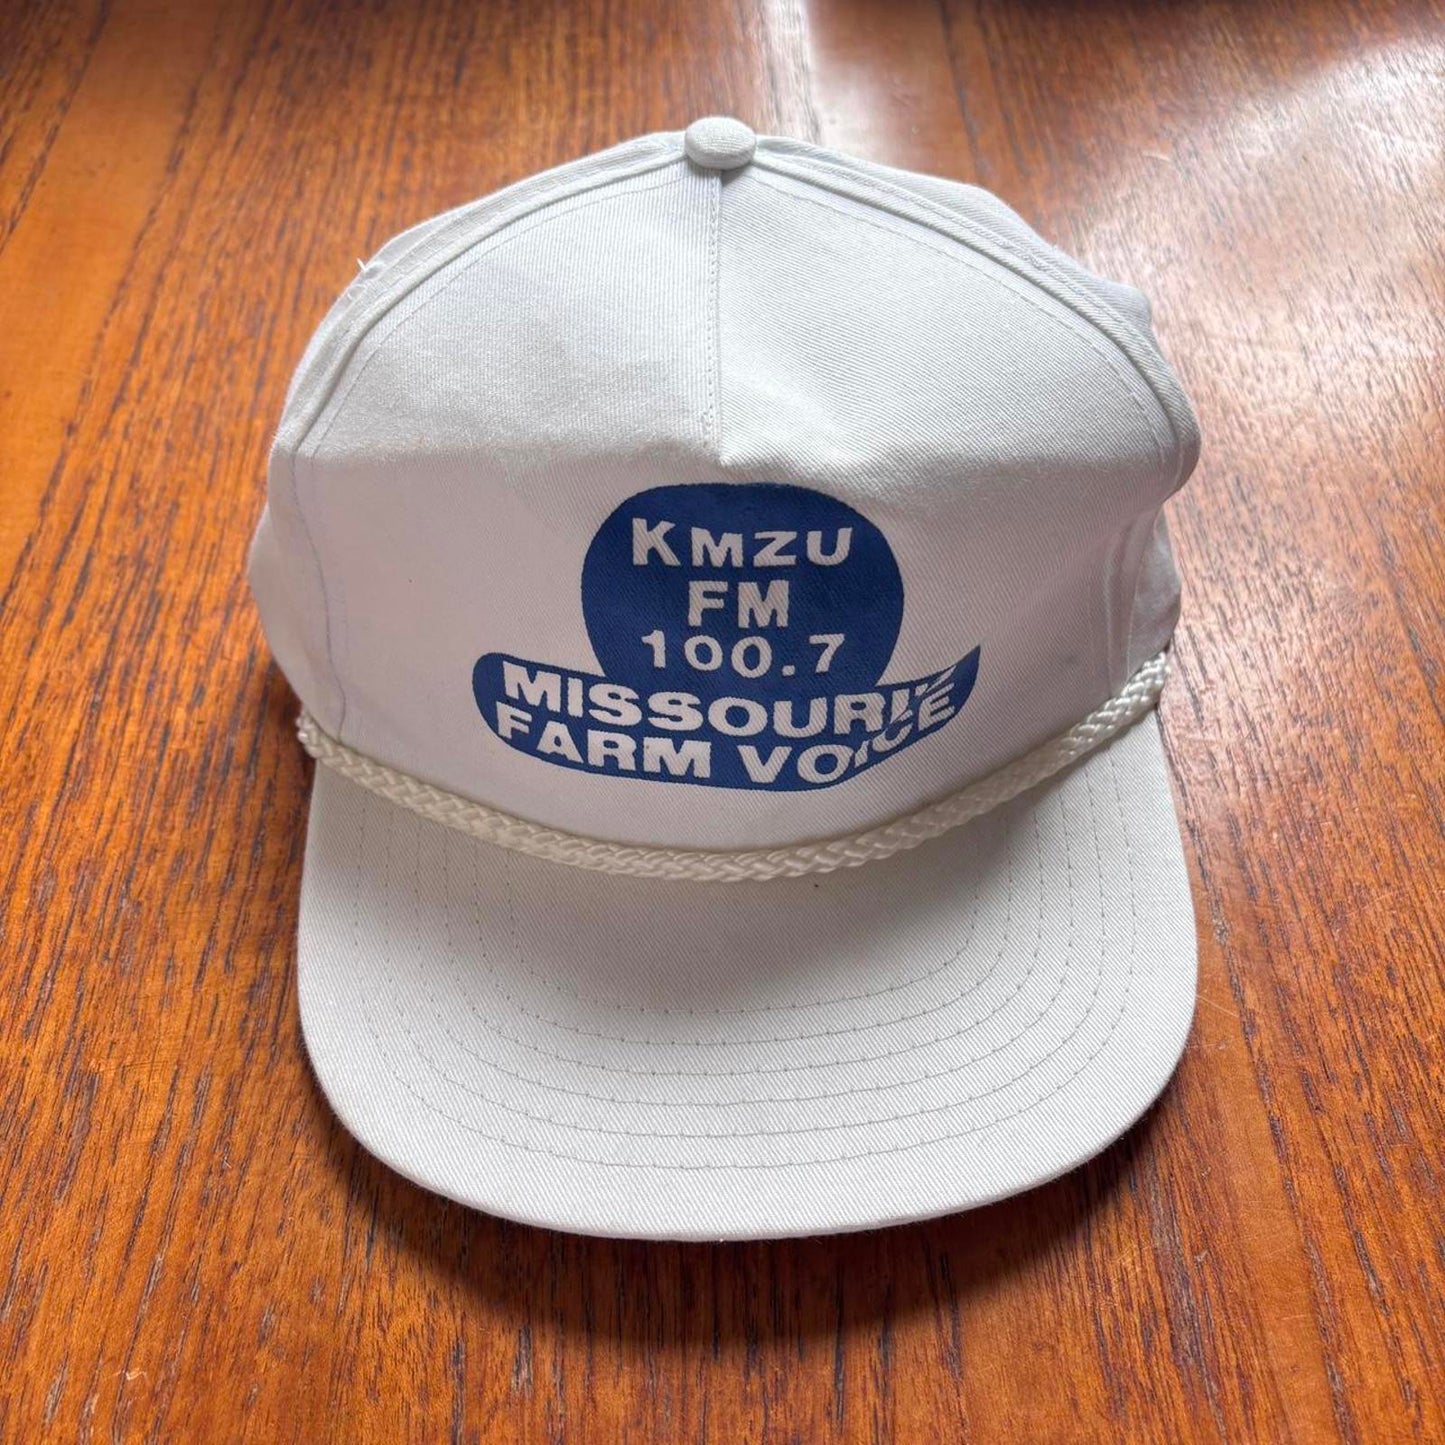 KMZU
FM
100.7
MISSOURI'Z
FARM VOICE